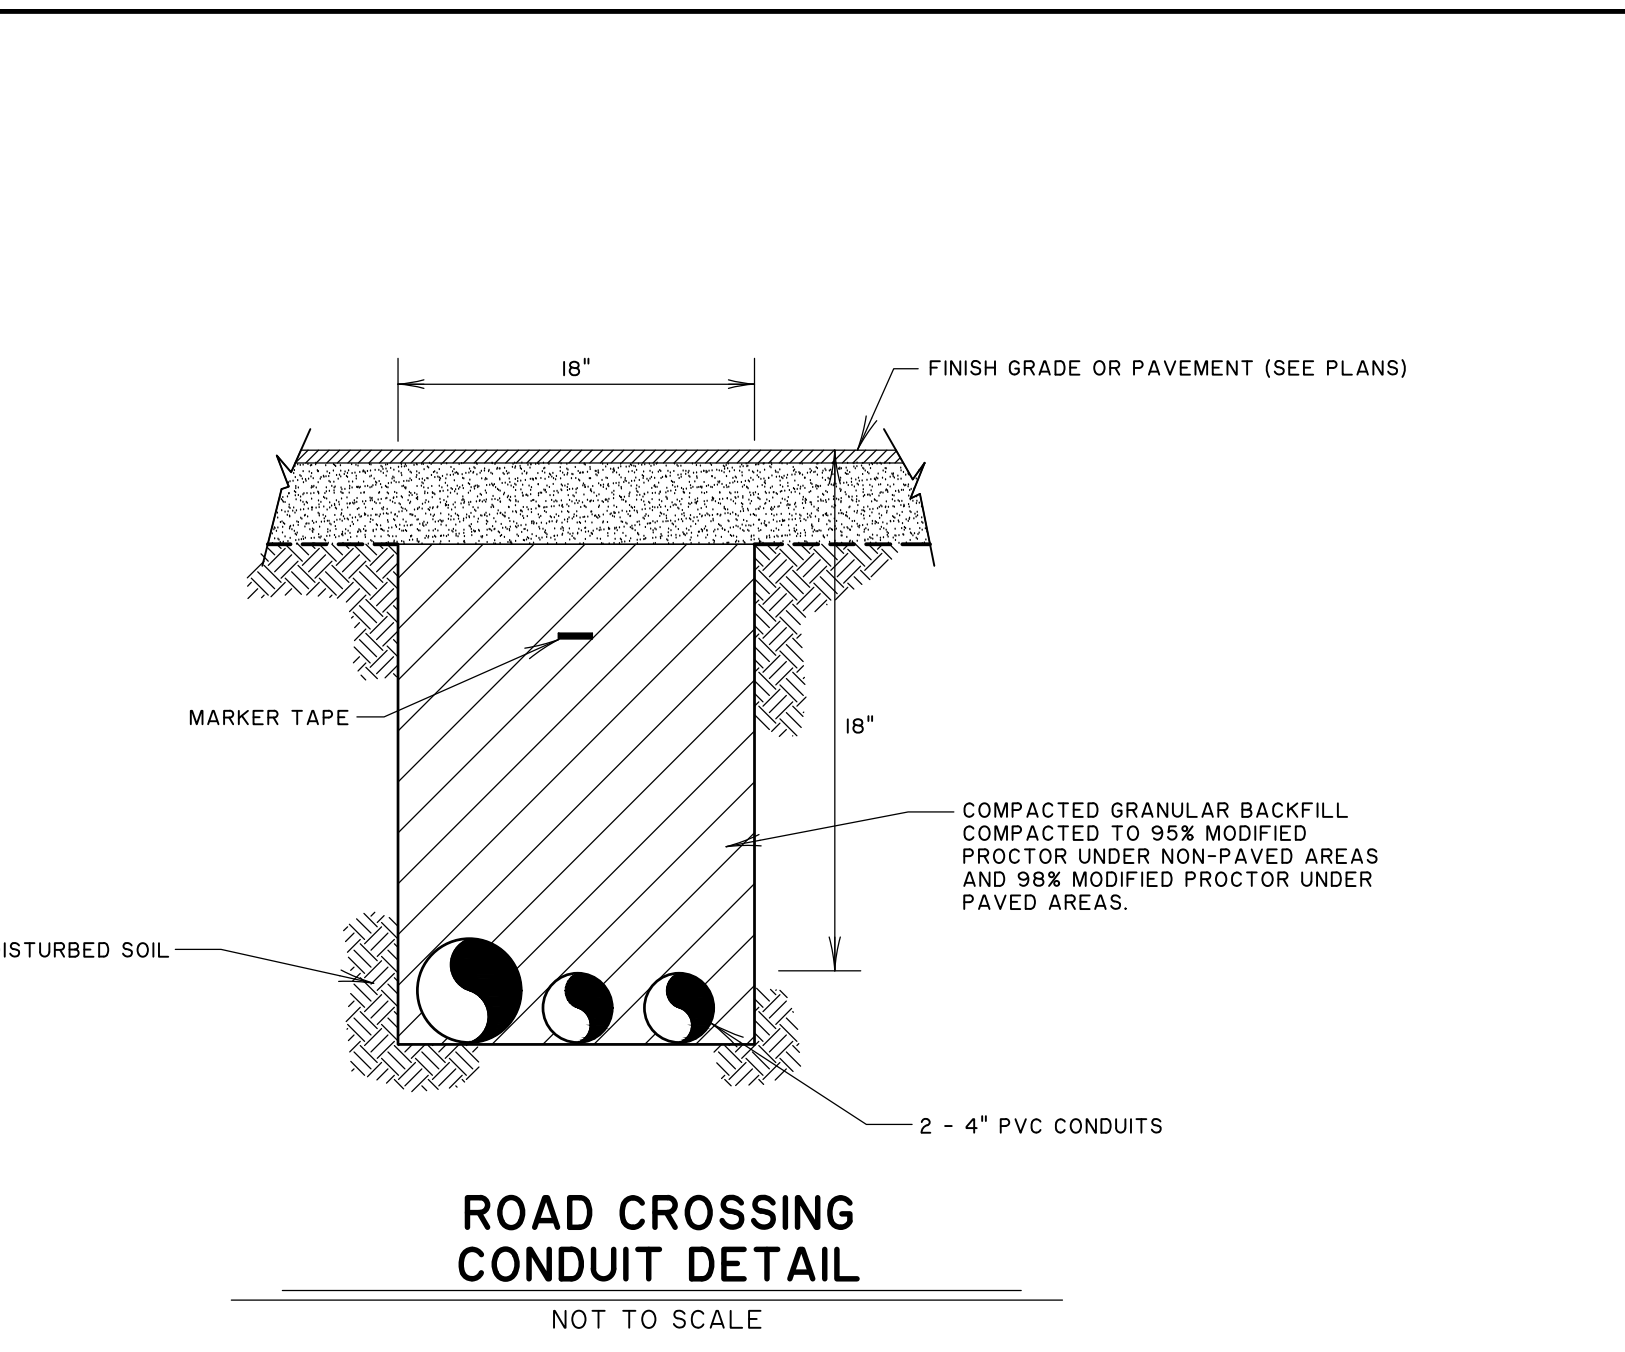 18"
FINISH GRADE OR PAVEMENT (SEE PLANS)
MARKER TAPE
18"
COMPACTED GRANULAR BACKFILL
COMPACTED TO 95% MODIFIED
PROCTOR UNDER NON-PAVED AREAS
AND 98% MODIFIED PROCTOR UNDER
PAVED AREAS.
ISTURBED SOIL
2 - 4" PVC CONDUITS
ROAD CROSSING
CONDUIT DETAIL
NOT TO SCALE